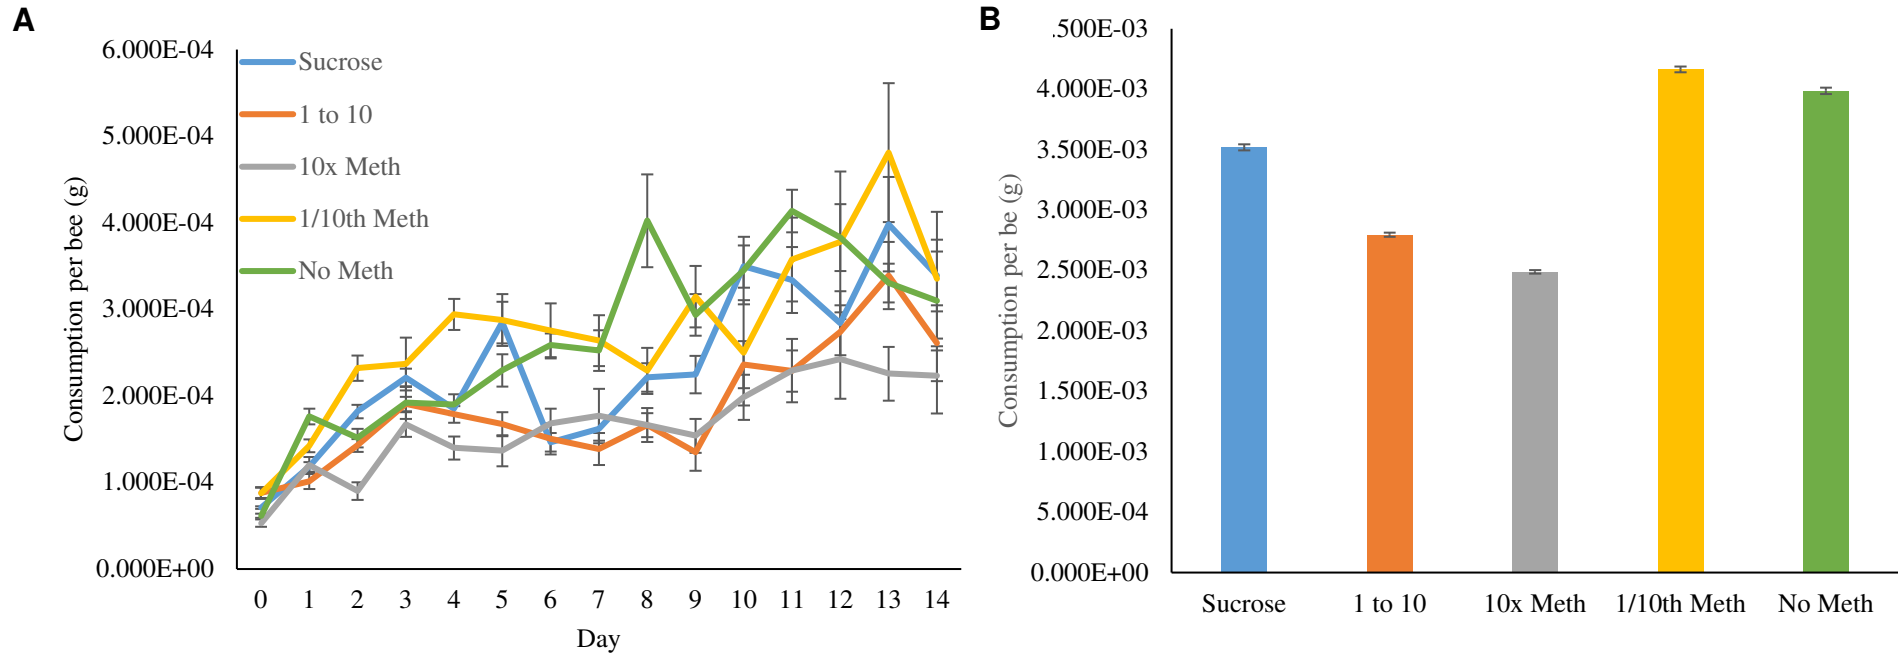 A
6.000E-04
5.000E-04
4.000E-04
3.000E-04
2.000E-04
1.000E-04
0.000E+00
Consumption per bee (g)
Sucrose
1 to 10
10x Meth
1/10th Meth
No Meth
0 1 2 3 4 5 6 7 8 9 10 11 12 13 14
Day
B
.500E-03
4.000E-03
3.500E-03
3.000E-03
2.500E-03
2.000E-03
1.500E-03
1.000E-03
5.000E-04
0.000E+00
Consumption per be (g)
Sucrose 1 to 10 10x Meth 1/10th Meth No Meth